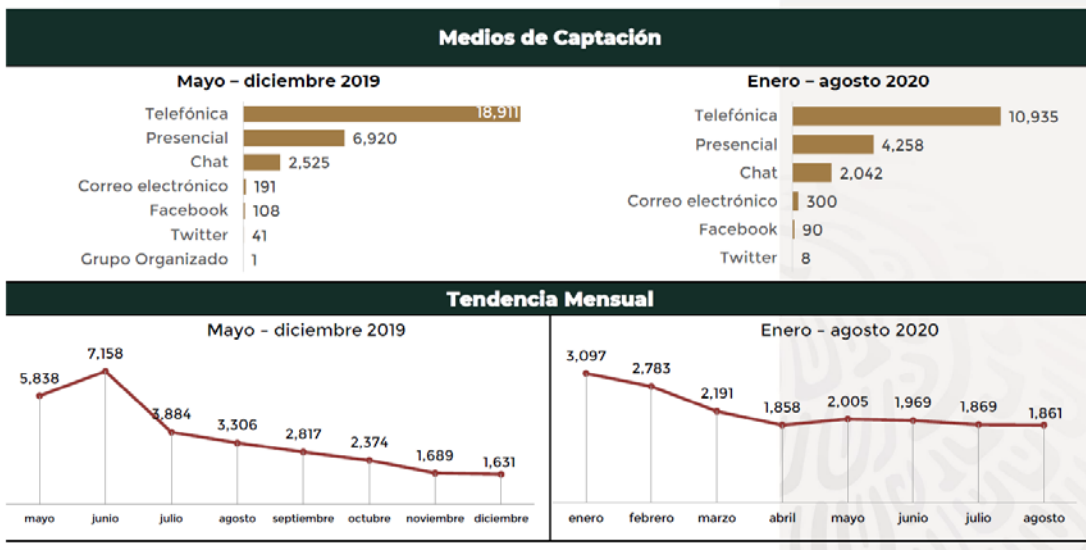 Medios de Captación
Mayo – diciembre 2019
Telefónica 18,911
Presencial 6,920
Chat 2,525
Correo electrónico 191
Facebook 108
Twitter 41
Grupo Organizado 1
Enero – agosto 2020
Telefónica 10,935
Presencial 4,258
Chat 2,042
Correo electrónico 300
Facebook 90
Twitter 8
Tendencia Mensual
Mayo – diciembre 2019
5,838 7,158 3,884 3,306 2,817 2,374 1,689 1,631
mayo junio julio agosto septiembre octubre noviembre diciembre
Enero – agosto 2020
3,097 2,783 2,191 1,858 2,005 1,969 1,869 1,861
enero febrero marzo abril mayo junio julio agosto